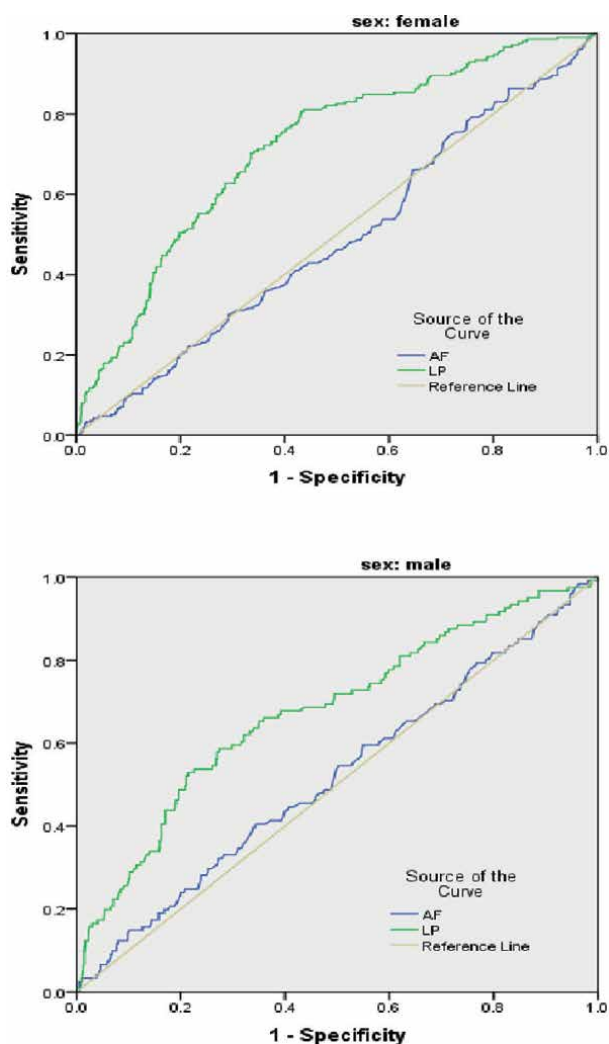 sex: female
1.0
0.8
0.6
0.4
0.2
0.0
Sensitivity
Source of the
Curve
AF
LP
Reference Line
0.0 0.2 0.4 0.6 0.8 1.0
1 - Specificity
sex: male
1.0
0.8
0.6
0.4
0.2
0.0
Sensitivity
Source of the
Curve
AF
LP
Reference Line
0.0 0.2 0.4 0.6 0.8 1.0
1 - Specificity